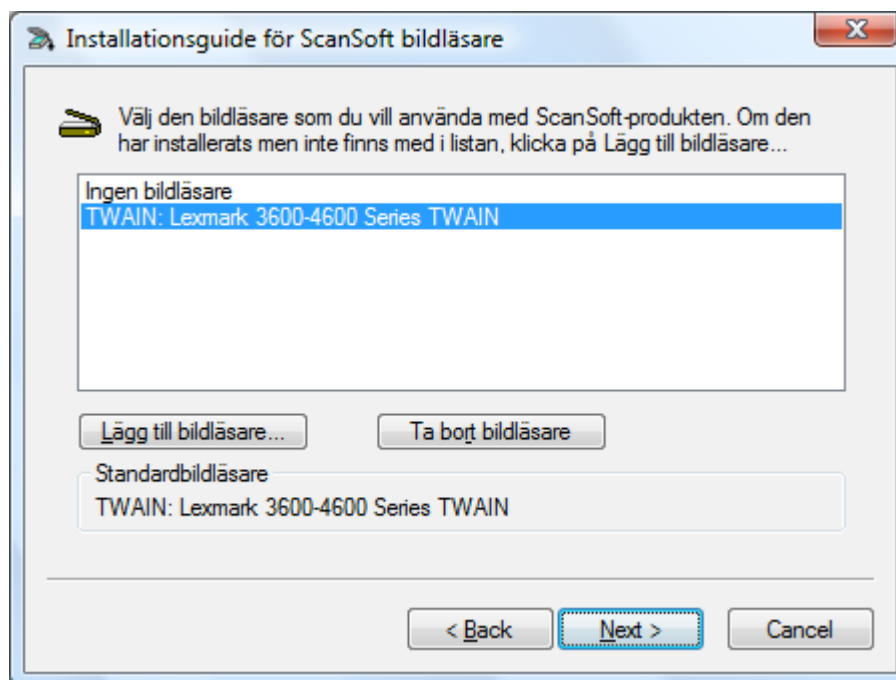 Installationsguide för ScanSoft bildläsare
Välj den bildläsare som du vill använda med ScanSoft-produkten. Om den
har installerats men inte finns med i listan, klicka på Lägg till bildläsare...
Ingen bildläsare
TWAIN: Lexmark 3600-4600 Series TWAIN
Lägg till bildläsare...
Ta bort bildläsare
Standardbildläsare
TWAIN: Lexmark 3600-4600 Series TWAIN
< Back
Next >
Cancel